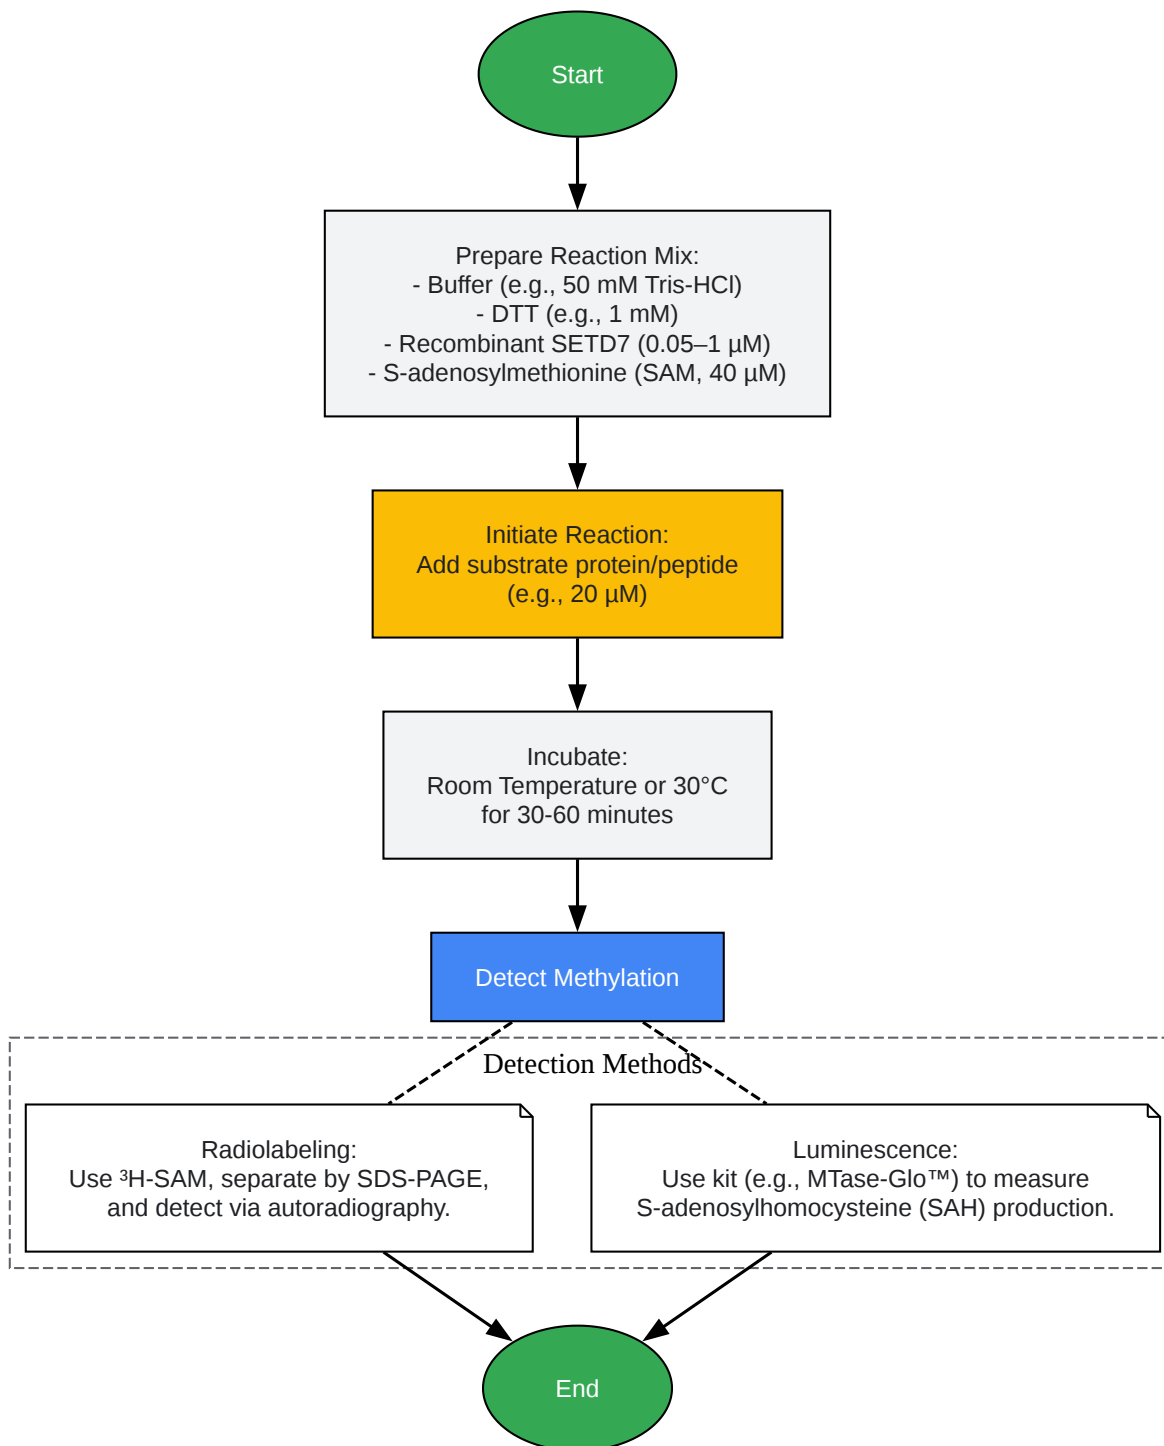 Start
Prepare Reaction Mix:
- Buffer (e.g., 50 mM Tris-HCl)
- DTT (e.g., 1 mM)
- Recombinant SETD7 (0.05–1 µM)
- S-adenosylmethionine (SAM, 40 µM)
Initiate Reaction:
Add substrate protein/peptide
(e.g., 20 µM)
Incubate:
Room Temperature or 30°C
for 30-60 minutes
Detect Methylation
Detection Methods
Radiolabeling:
Use ³H-SAM, separate by SDS-PAGE,
and detect via autoradiography.
Luminescence:
Use kit (e.g., MTase-Glo™) to measure
S-adenosylhomocysteine (SAH) production.
End